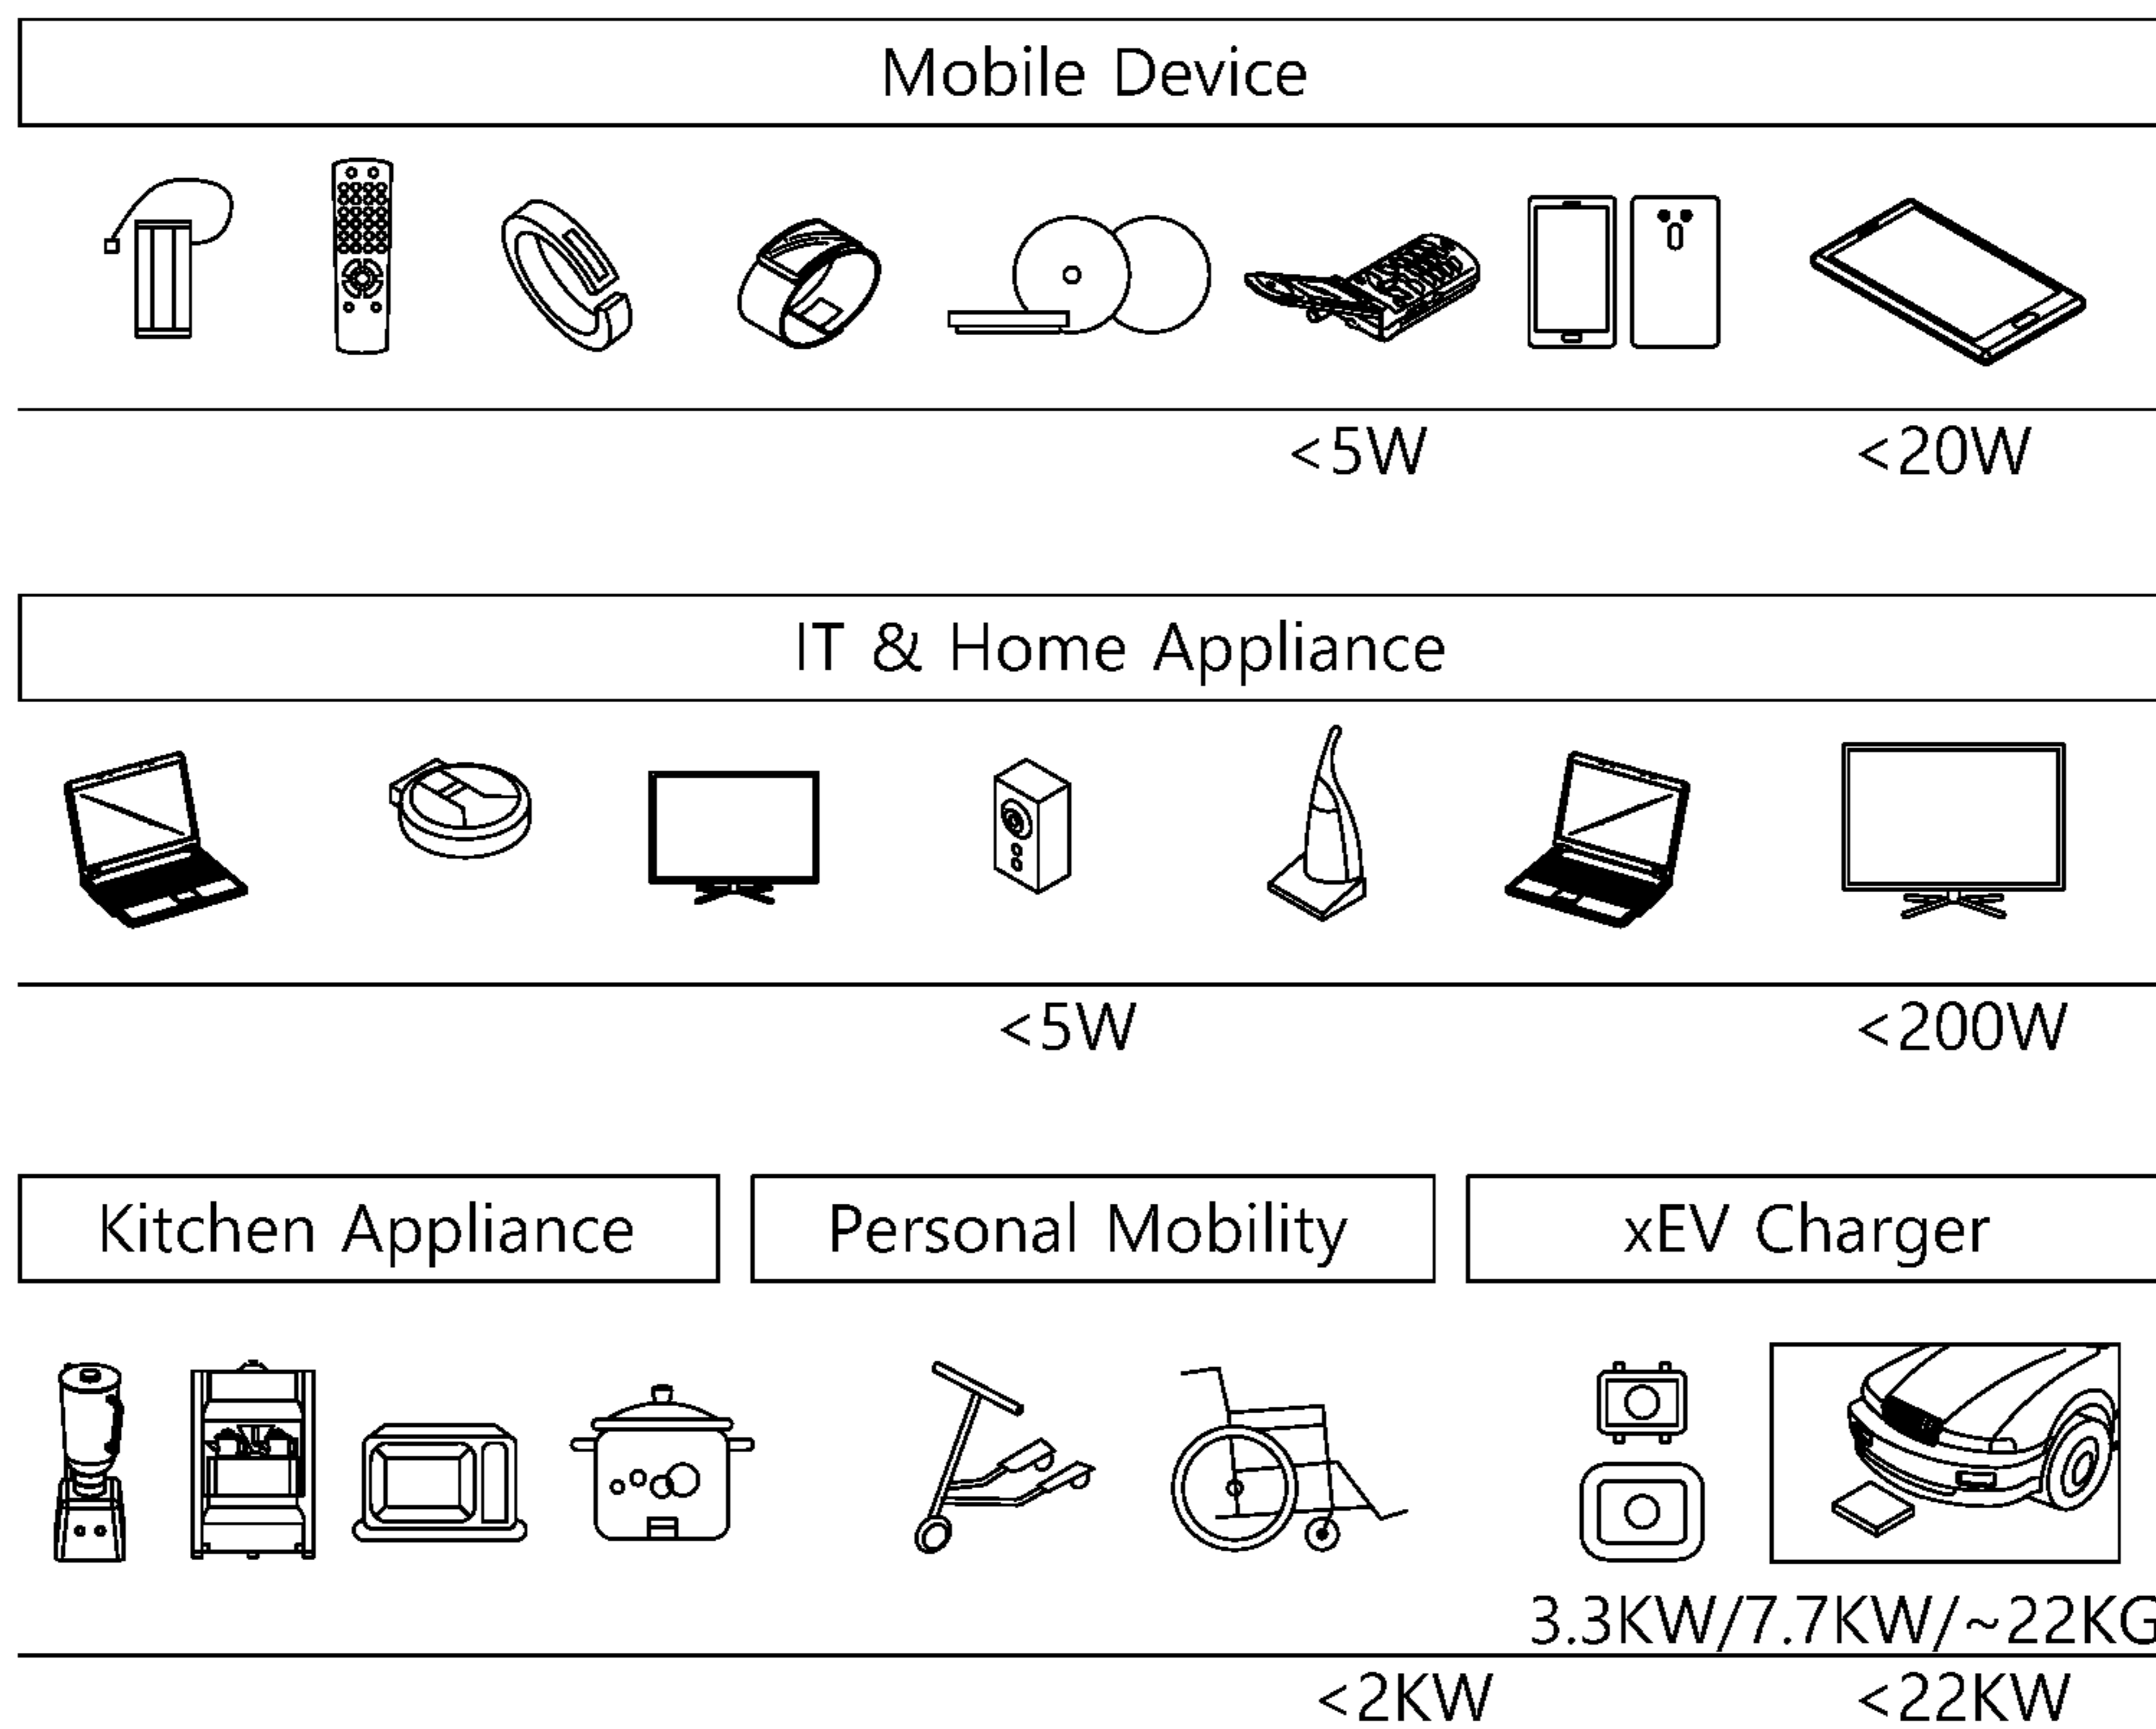 Mobile Device
<5W <20W
IT & Home Appliance
<5W <200W
Kitchen Appliance Personal Mobility xEV Charger
3.3KW/7.7KW/~22KG
<2KW <22KW